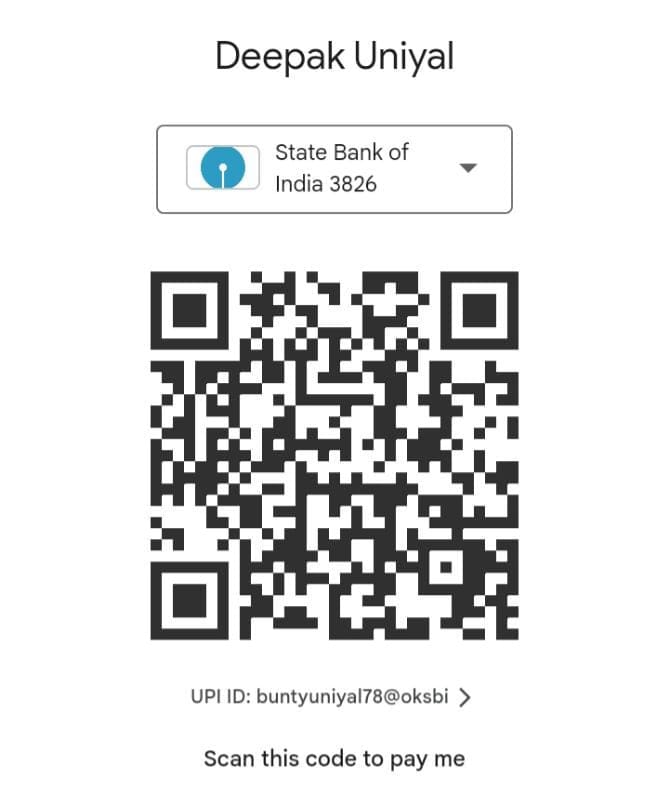 Deepak Uniyal
State Bank of
India 3826
UPI ID: buntyuniyal78@oksbi
Scan this code to pay me